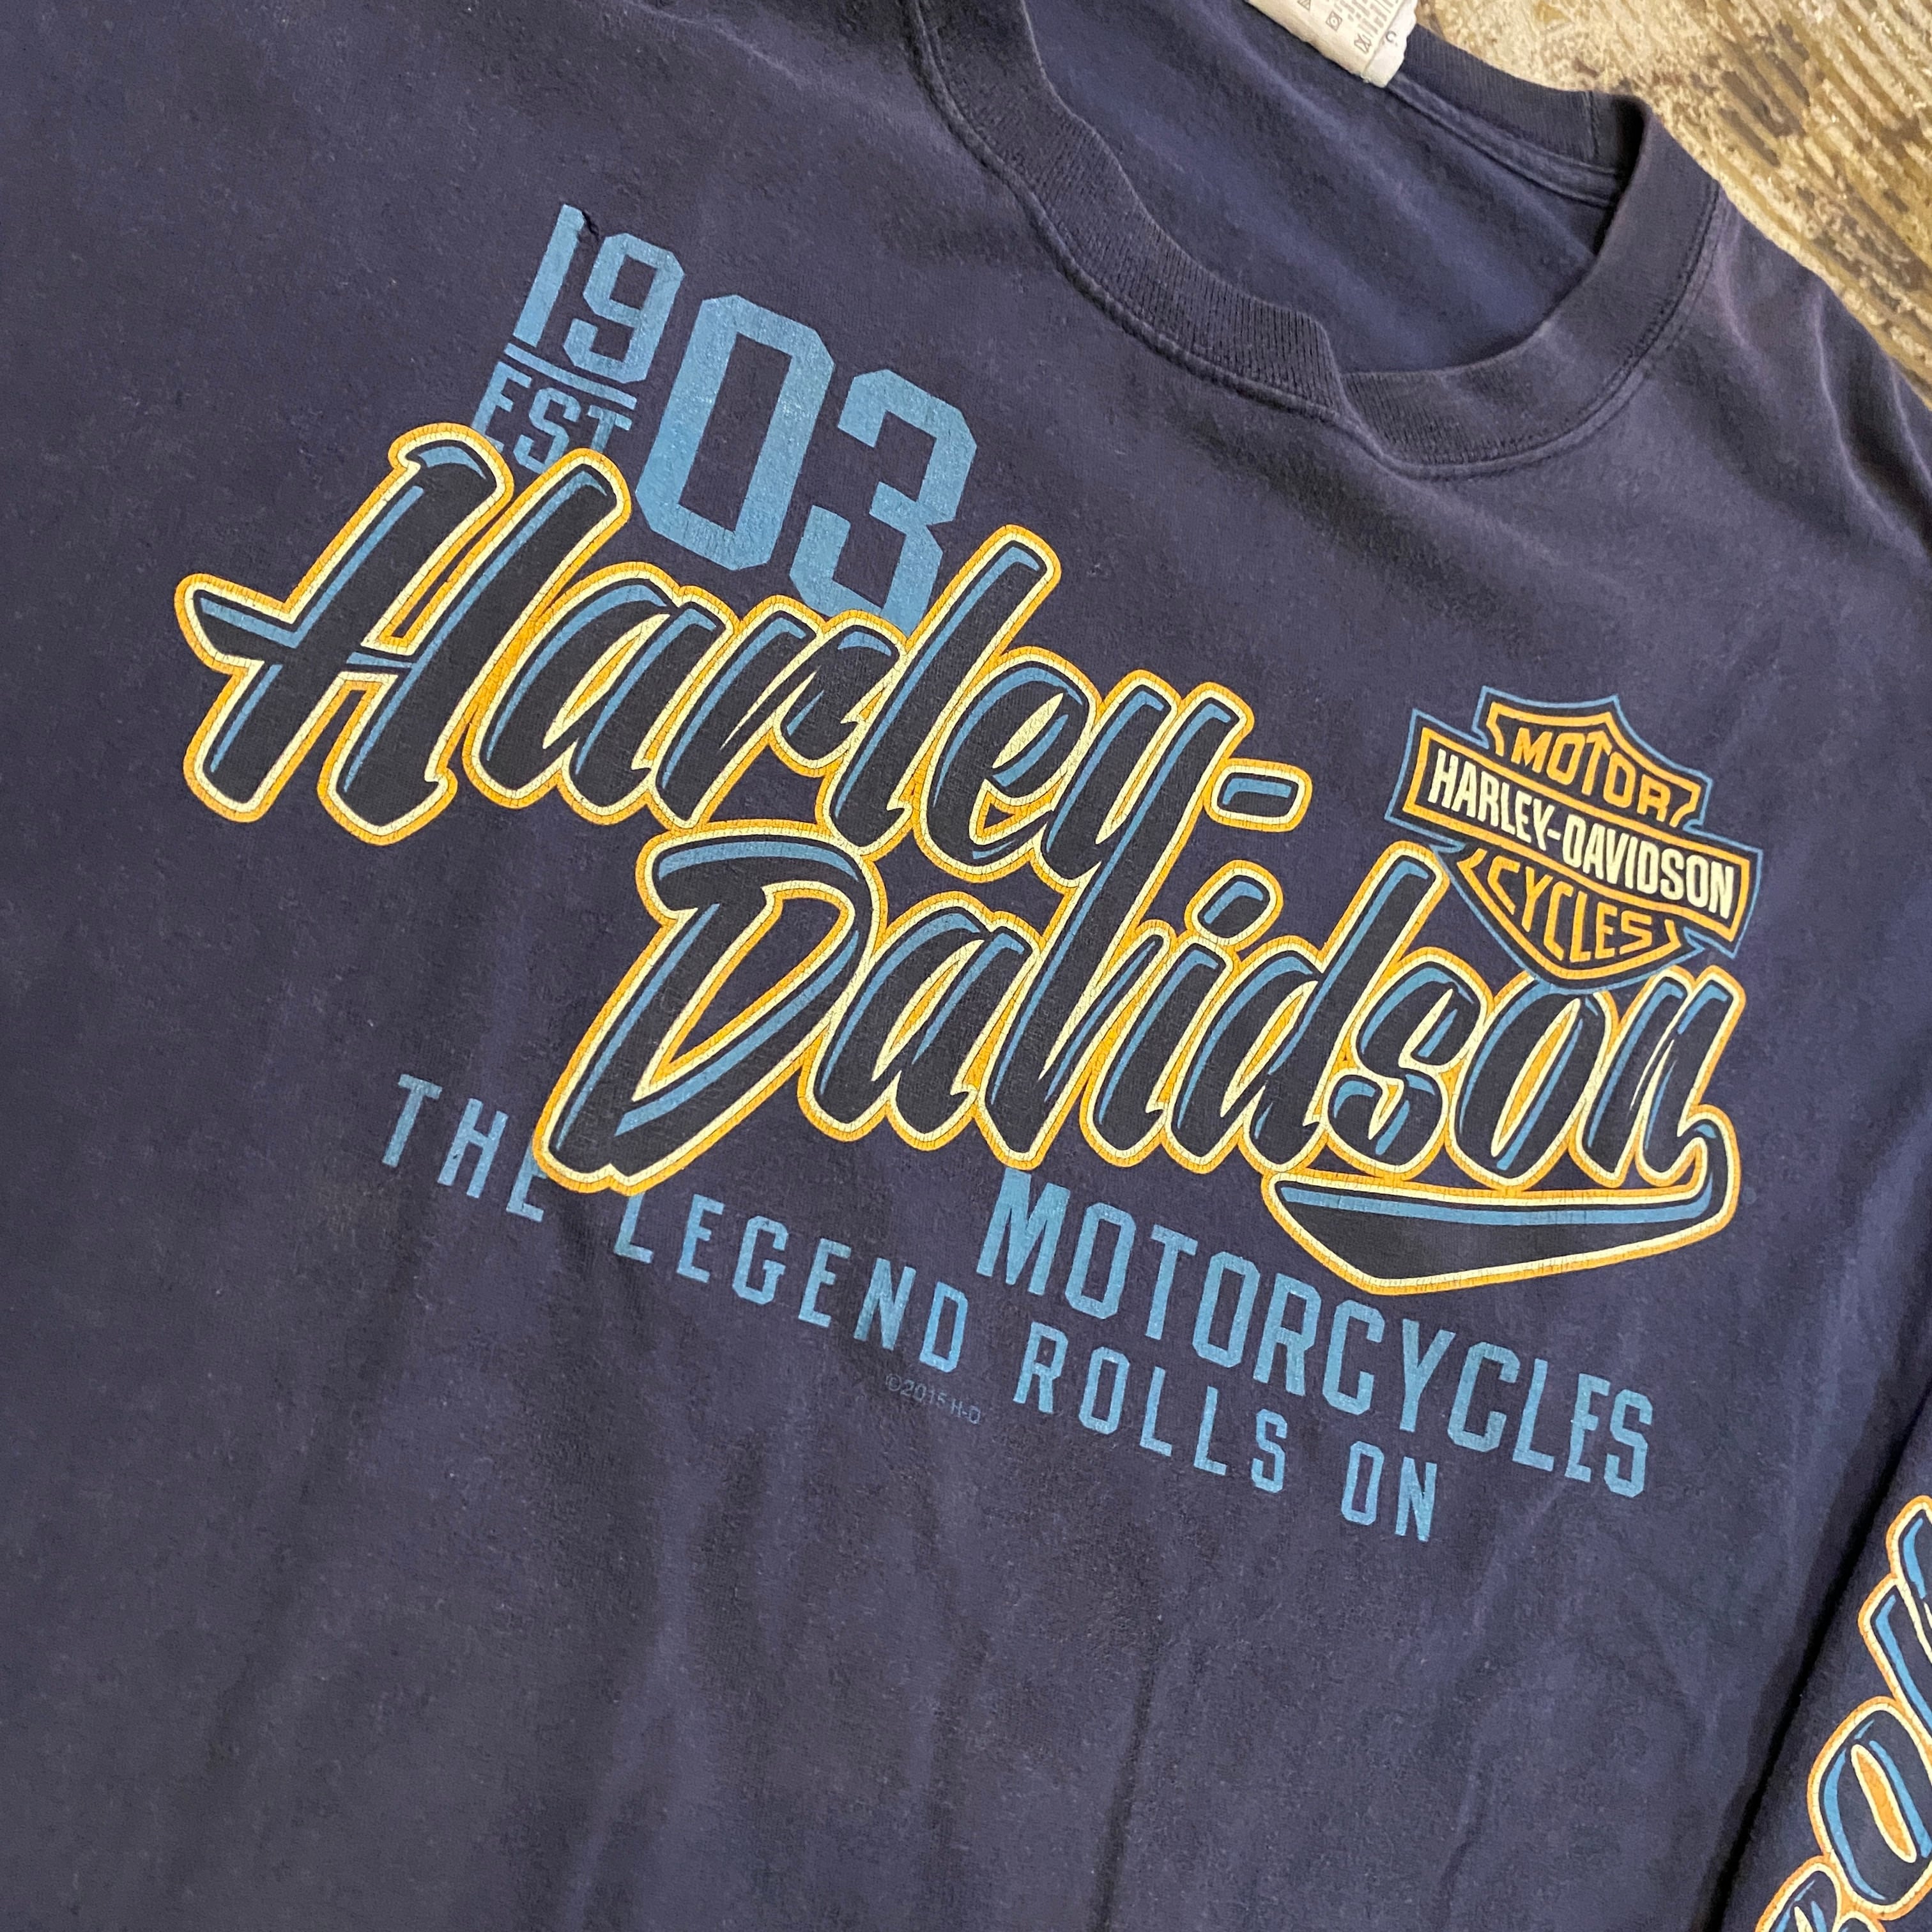 1903
EST
Harley-
Davidson
MOTOR
HARLEY-DAVIDSON
CYCLES
MOTORCYCLES
THE LEGEND ROLLS ON
©2015 H-D